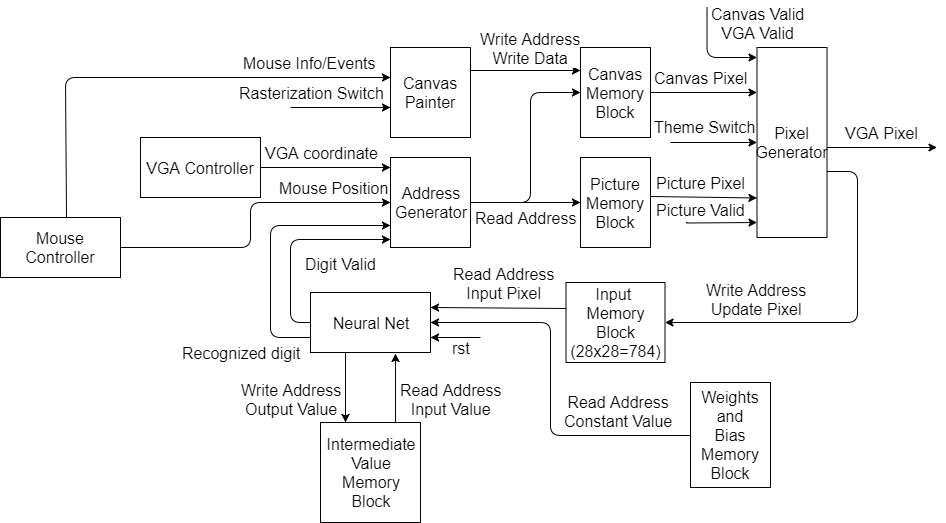 Canvas Valid
VGA Valid
Write Address
Write Data
Mouse Info/Events
Rasterization Switch
Canvas
Painter
Canvas
Memory
Block
Canvas Pixel
Theme Switch
Pixel
Generator
VGA Pixel
VGA Controller
VGA coordinate
Mouse Position
Address
Generator
Read Address
Picture
Memory
Block
Picture Pixel
Picture Valid
Mouse
Controller
Digit Valid
Read Address
Input Pixel
Input
Memory
Block
(28x28=784)
Write Address
Update Pixel
Neural Net
rst
Recognized digit
Write Address
Output Value
Read Address
Input Value
Read Address
Constant Value
Weights
and
Bias
Memory
Block
Intermediate
Value
Memory
Block